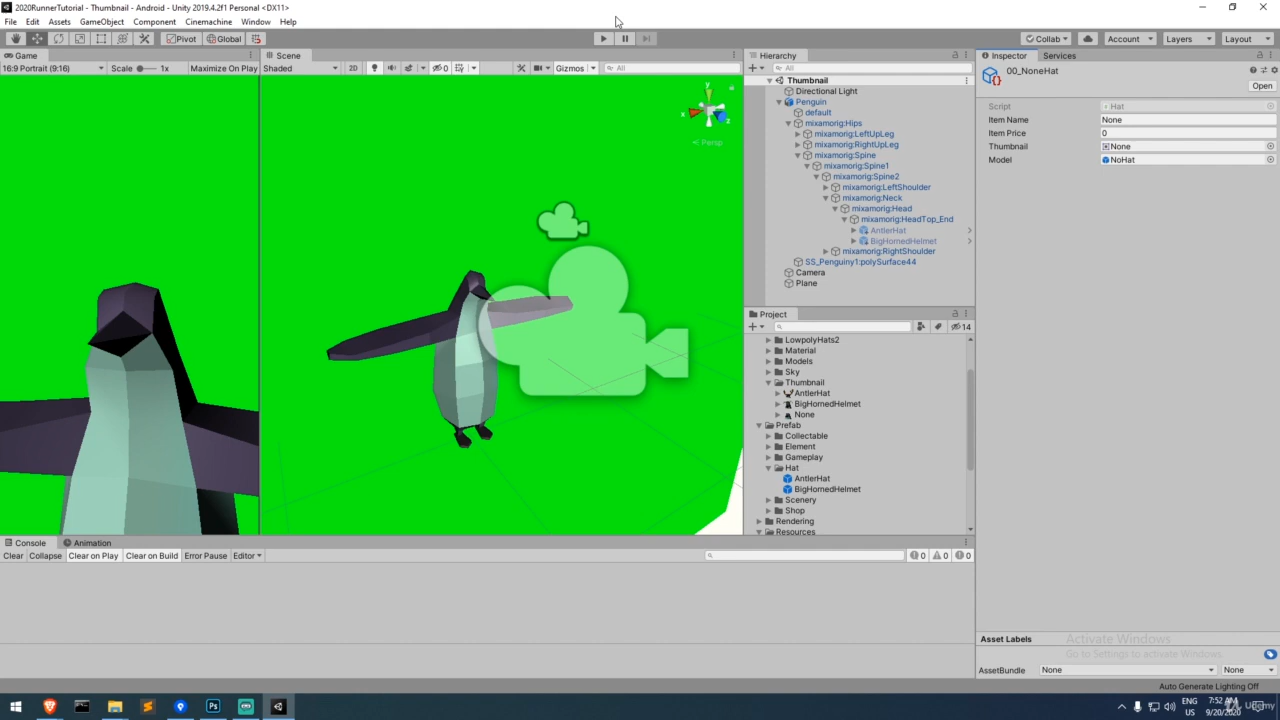 2020RunnerTutorial - Thumbnail - Android - Unity 2019.4.2f1 Personal <DX11>
File Edit Assets GameObject Component Cinemachine Window Help
Pivot Global Collab Account Layers Layout
Game Scene Hierarchy Inspector Services
16:9 Portrait (9:16) Scale 1x Maximize On Play Shaded 2D 0 Gizmos All
All
00_NoneHat
Open
Script Hat
Item Name None
Item Price 0
Thumbnail None
Model NoHat
Thumbnail
Directional Light
Penguin
default
mixamorig:Hips
mixamorig:LeftUpLeg
mixamorig:RightUpLeg
mixamorig:Spine
mixamorig:Spine1
mixamorig:Spine2
mixamorig:LeftShoulder
mixamorig:Neck
mixamorig:Head
mixamorig:HeadTop_End
AntlerHat
BigHornedHelmet
mixamorig:RightShoulder
SS_Penguiny1:polySurface44
Camera
Plane
y
x
z
Persp
Project
14
LowpolyHats2
Material
Models
Sky
Thumbnail
AntlerHat
BigHornedHelmet
None
Prefab
Collectable
Element
Gameplay
Hat
AntlerHat
BigHornedHelmet
Scenery
Shop
Rendering
Resources
Console Animation
Clear Collapse Clear on Play Clear on Build Error Pause Editor 0 0 0
Asset Labels
Activate Windows
Go to Settings to activate Windows.
AssetBundle None None
Auto Generate Lighting Off
ENG
US
7:52 AM
9/20/2020
Udemy